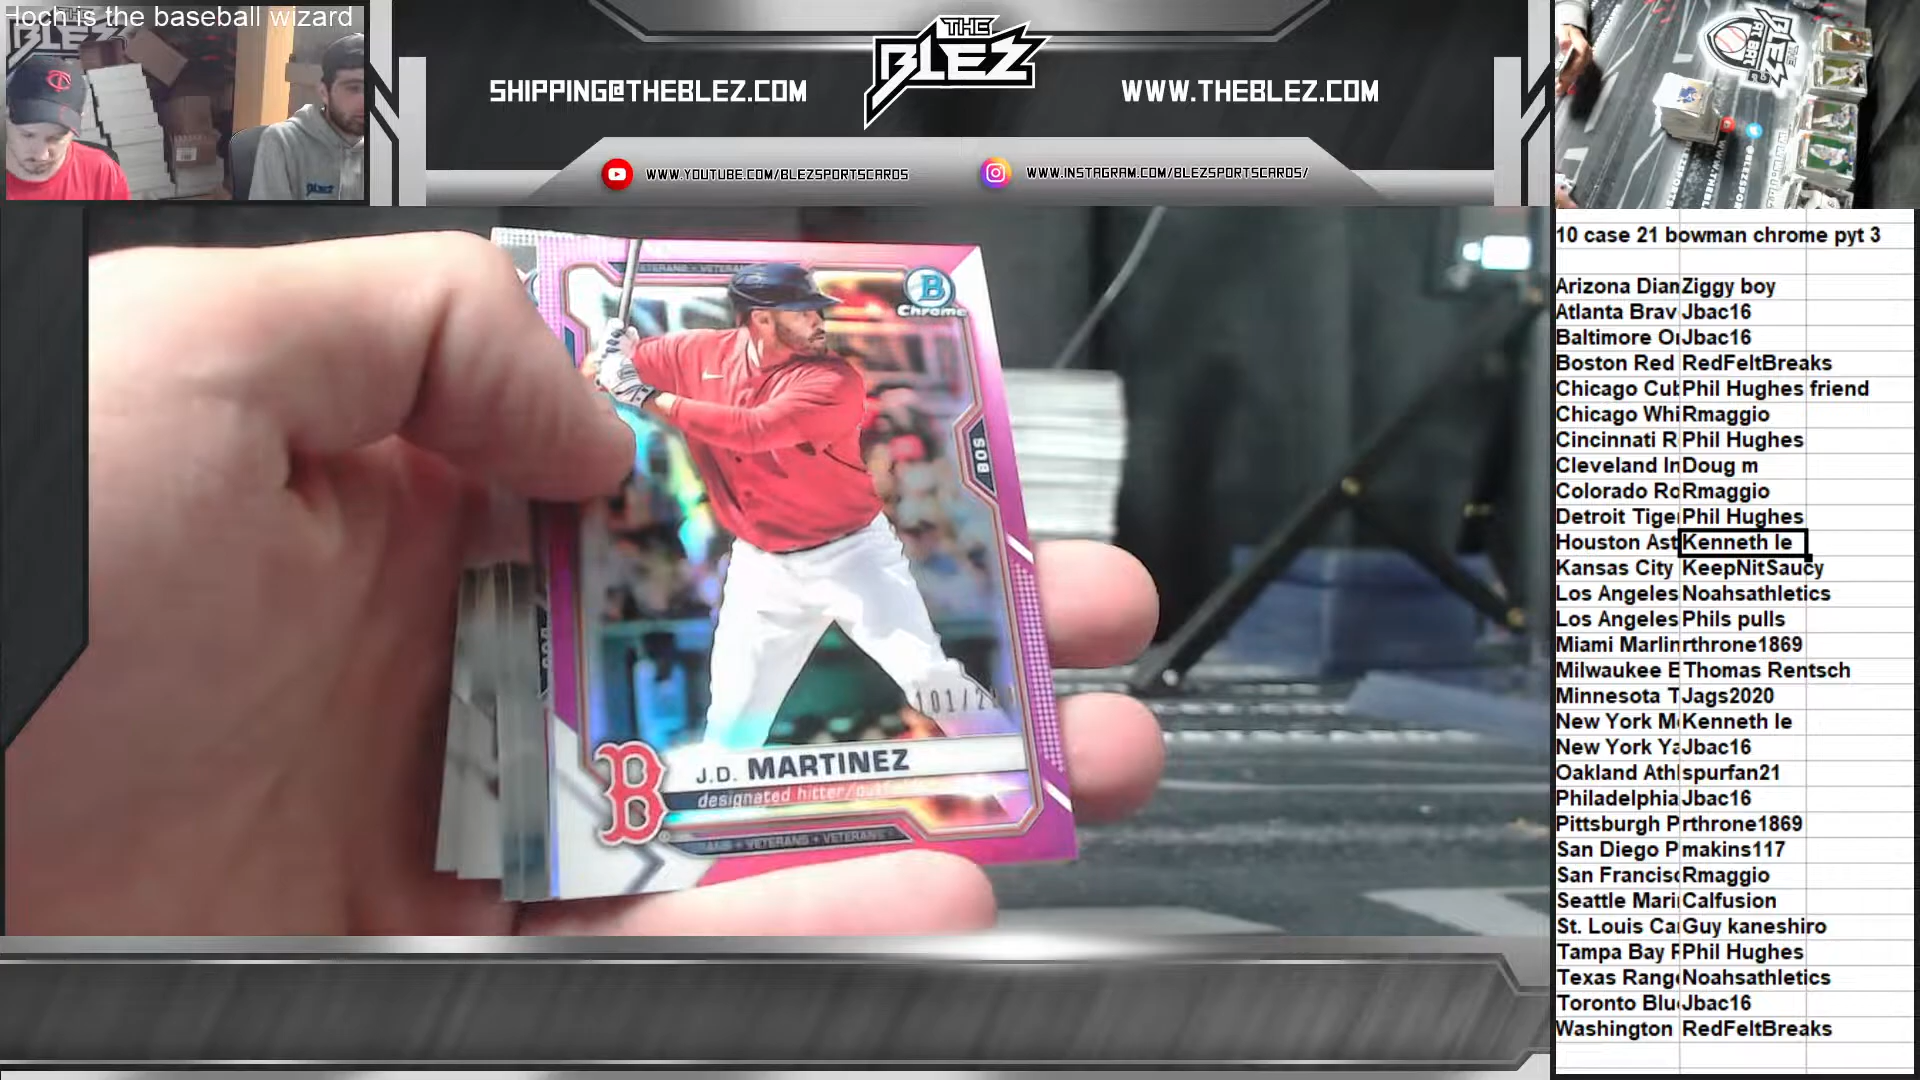 Hoch is the baseball wizard
SHIPPING@THEBLEZ.COM
THE
BLEZ
WWW.THEBLEZ.COM
WWW.YOUTUBE.COM/BLEZSPORTSCARDS
WWW.INSTAGRAM.COM/BLEZSPORTSCARDS/
B
Chrome
BOS
101/2
J.D. MARTINEZ
designated hitter/
B
VETERANS
10 case 21 bowman chrome pyt 3
Arizona Dian Ziggy boy
Atlanta Brav Jbac16
Baltimore Or Jbac16
Boston Red RedFeltBreaks
Chicago Cub Phil Hughes friend
Chicago Whi Rmaggio
Cincinnati R Phil Hughes
Cleveland In Doug m
Colorado Ro Rmaggio
Detroit Tige Phil Hughes
Houston Ast Kenneth le
Kansas City KeepNitSaucy
Los Angeles Noahsathletics
Los Angeles Phils pulls
Miami Marlin rthrone1869
Milwaukee B Thomas Rentsch
Minnesota T Jags2020
New York M Kenneth le
New York Ya Jbac16
Oakland Athl spurfan21
Philadelphia Jbac16
Pittsburgh P rthrone1869
San Diego P makins117
San Francisc Rmaggio
Seattle Mari Calfusion
St. Louis Ca Guy kaneshiro
Tampa Bay R Phil Hughes
Texas Range Noahsathletics
Toronto Blu Jbac16
Washington RedFeltBreaks